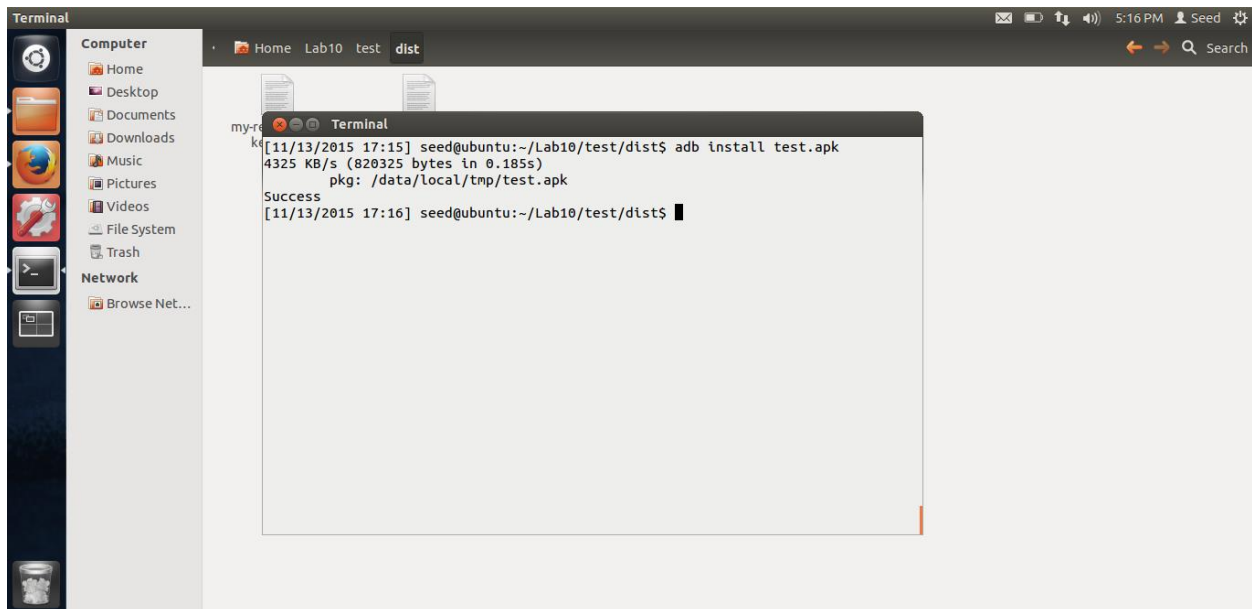 Terminal
5:16 PM Seed
Computer
Home
Desktop
Documents
Downloads
Music
Pictures
Videos
File System
Trash
Network
Browse Net...
Home Lab10 test dist
Search
my-re
ke
Terminal
[11/13/2015 17:15] seed@ubuntu:~/Lab10/test/dist$ adb install test.apk
4325 KB/s (820325 bytes in 0.185s)
pkg: /data/local/tmp/test.apk
Success
[11/13/2015 17:16] seed@ubuntu:~/Lab10/test/dist$